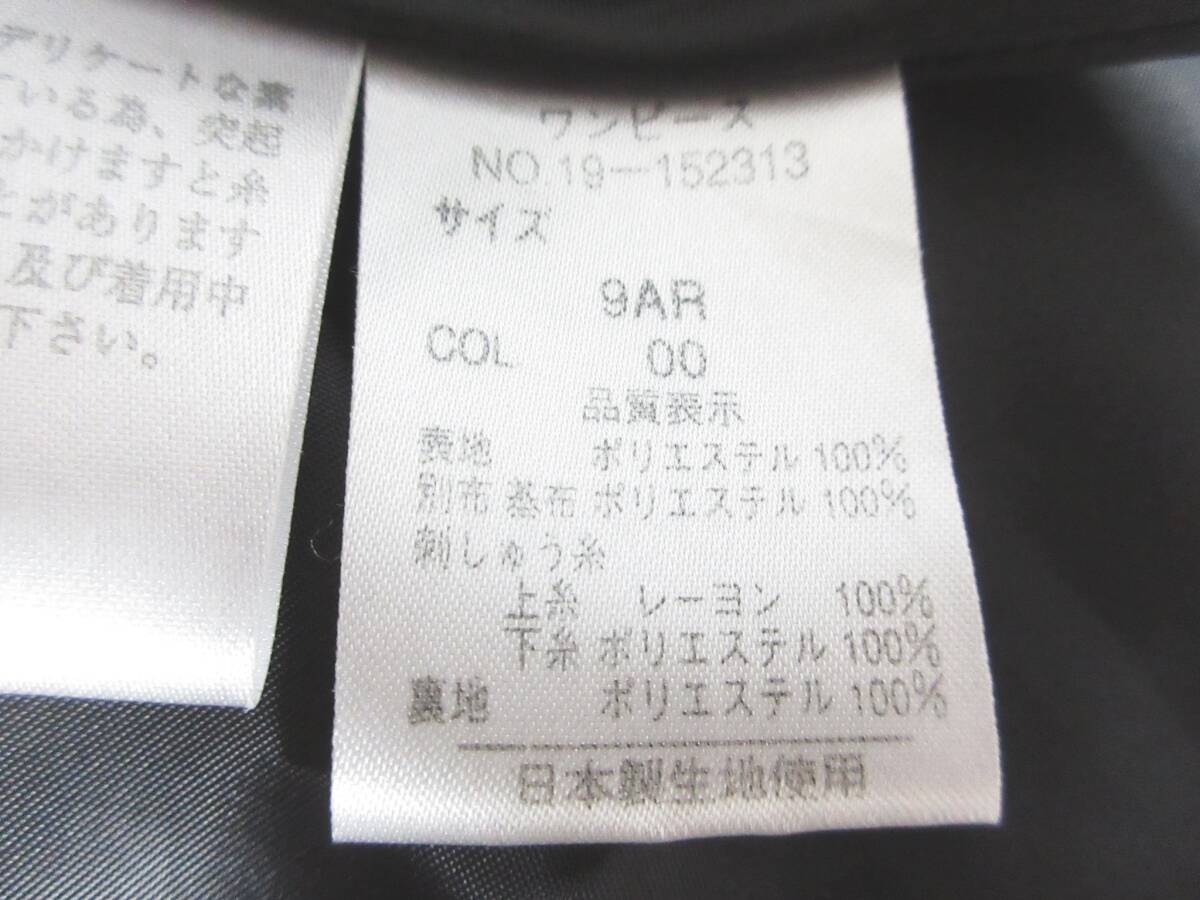 デリケートな素
ている為、突起
かけますと糸
とがあります
及び着用中
下さい。
ワンピース
NO.19-152313
サイズ
9AR
COL 00
品質表示
表地 ポリエステル 100%
別布 基布 ポリエステル 100%
刺しゅう糸
上糸 レーヨン 100%
下糸 ポリエステル 100%
裏地 ポリエステル 100%
日本製生地使用